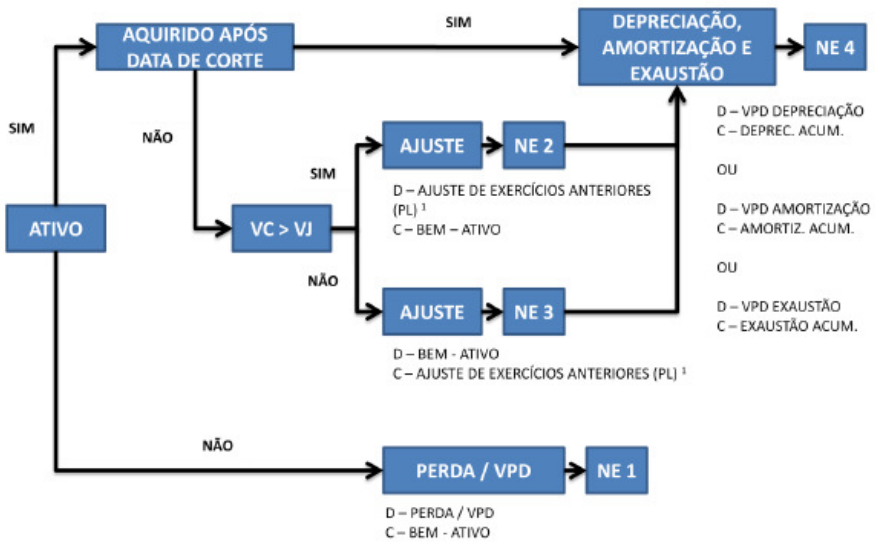 AQUIRIDO APÓS
DATA DE CORTE
SIM
DEPRECIAÇÃO,
AMORTIZAÇÃO E
EXAUSTÃO
NE 4
SIM
NÃO
D – VPD DEPRECIAÇÃO
C – DEPREC. ACUM.
OU
D – VPD AMORTIZAÇÃO
C – AMORTIZ. ACUM.
OU
D – VPD EXAUSTÃO
C – EXAUSTÃO ACUM.
ATIVO
VC > VJ
SIM
AJUSTE
NE 2
D – AJUSTE DE EXERCÍCIOS ANTERIORES
(PL) ¹
C – BEM – ATIVO
NÃO
AJUSTE
NE 3
D – BEM - ATIVO
C – AJUSTE DE EXERCÍCIOS ANTERIORES (PL) ¹
NÃO
PERDA / VPD
NE 1
D – PERDA / VPD
C – BEM - ATIVO